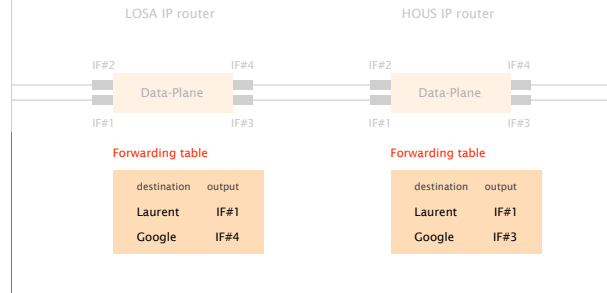 LOSA IP router HOUS IP router
IF#2 IF#4 IF#2 IF#4
Data-Plane Data-Plane
IF#1 IF#3 IF#1 IF#3
Forwarding table Forwarding table
destination output destination output
Laurent IF#1 Laurent IF#1
Google IF#4 Google IF#3